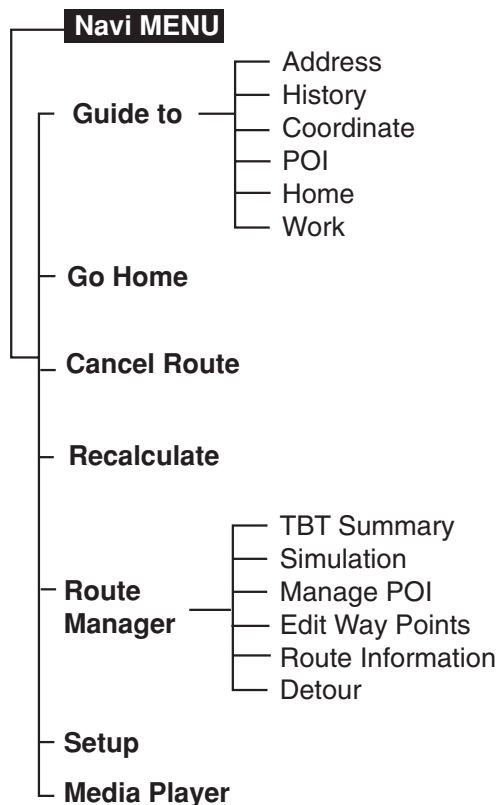 Navi MENU
Guide to
Address
History
Coordinate
POI
Home
Work
Go Home
Cancel Route
Recalculate
Route
Manager
TBT Summary
Simulation
Manage POI
Edit Way Points
Route Information
Detour
Setup
Media Player